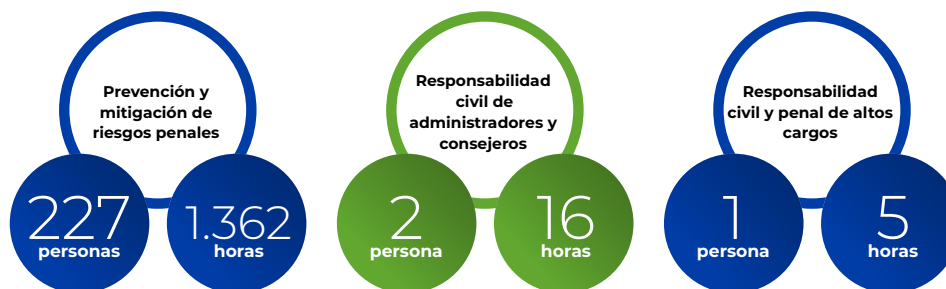 Prevención y
mitigación de
riesgos penales
227
personas
1.362
horas
Responsabilidad
civil de
administradores y
consejeros
2
persona
16
horas
Responsabilidad
civil y penal de altos
cargos
1
persona
5
horas